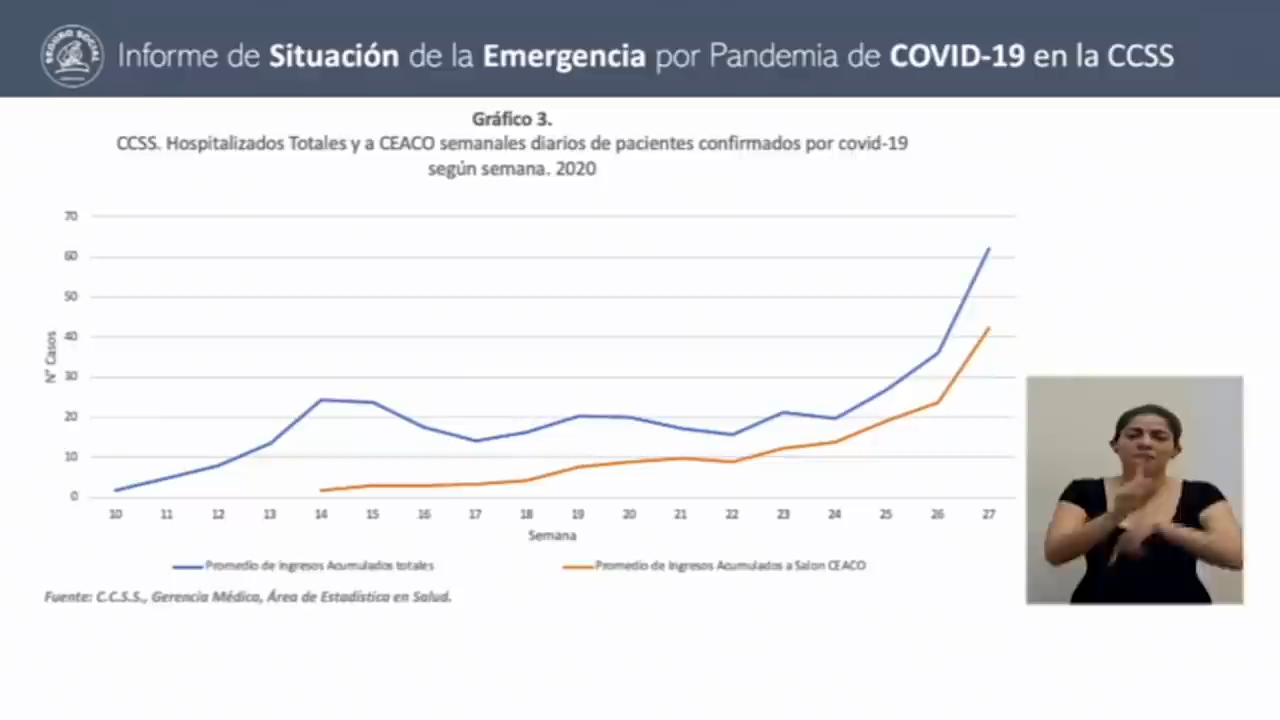 SEGURO SOCIAL
Informe de Situación de la Emergencia por Pandemia de COVID-19 en la CCSS
Gráfico 3.
CCSS. Hospitalizados Totales y a CEACO semanales diarios de pacientes confirmados por covid-19
según semana. 2020
70
60
50
40
30
20
10
0
N° Casos
10 11 12 13 14 15 16 17 18 19 20 21 22 23 24 25 26 27
Semana
Promedio de Ingresos Acumulados totales Promedio de Ingresos Acumulados a Salon CEACO
Fuente: C.C.S.S., Gerencia Médica, Área de Estadística en Salud.